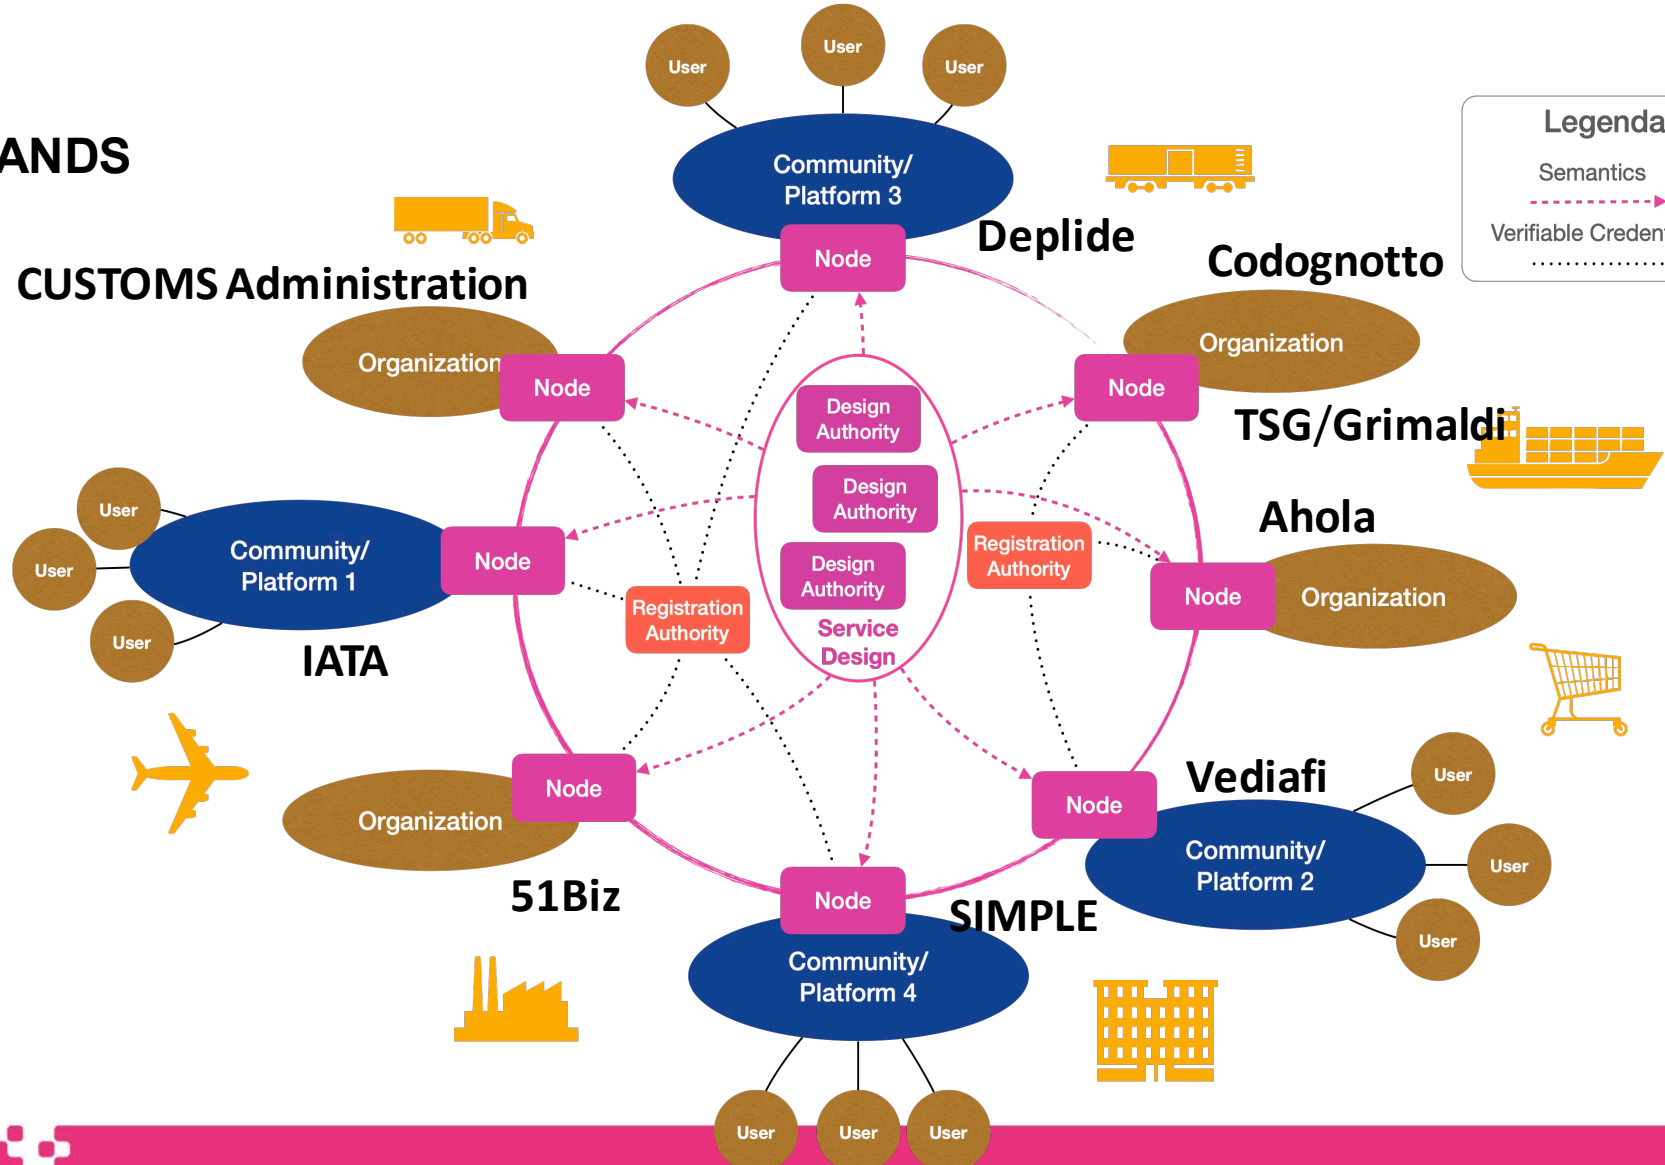 User
User
User
ANDS
Community/
Platform 3
Legenda
Semantics
Verifiable Creden
Node
Deplide
Codognotto
CUSTOMS Administration
Organization
Node
Organization
Node
TSG/Grimaldi
Design
Authority
Design
Authority
Design
Authority
Service
Design
User
User
User
Community/
Platform 1
Node
IATA
Registration
Authority
Registration
Authority
Ahola
Node
Organization
Node
Organization
51Biz
Node
Vediafi
Community/
Platform 2
User
User
User
Node
SIMPLE
Community/
Platform 4
User
User
User